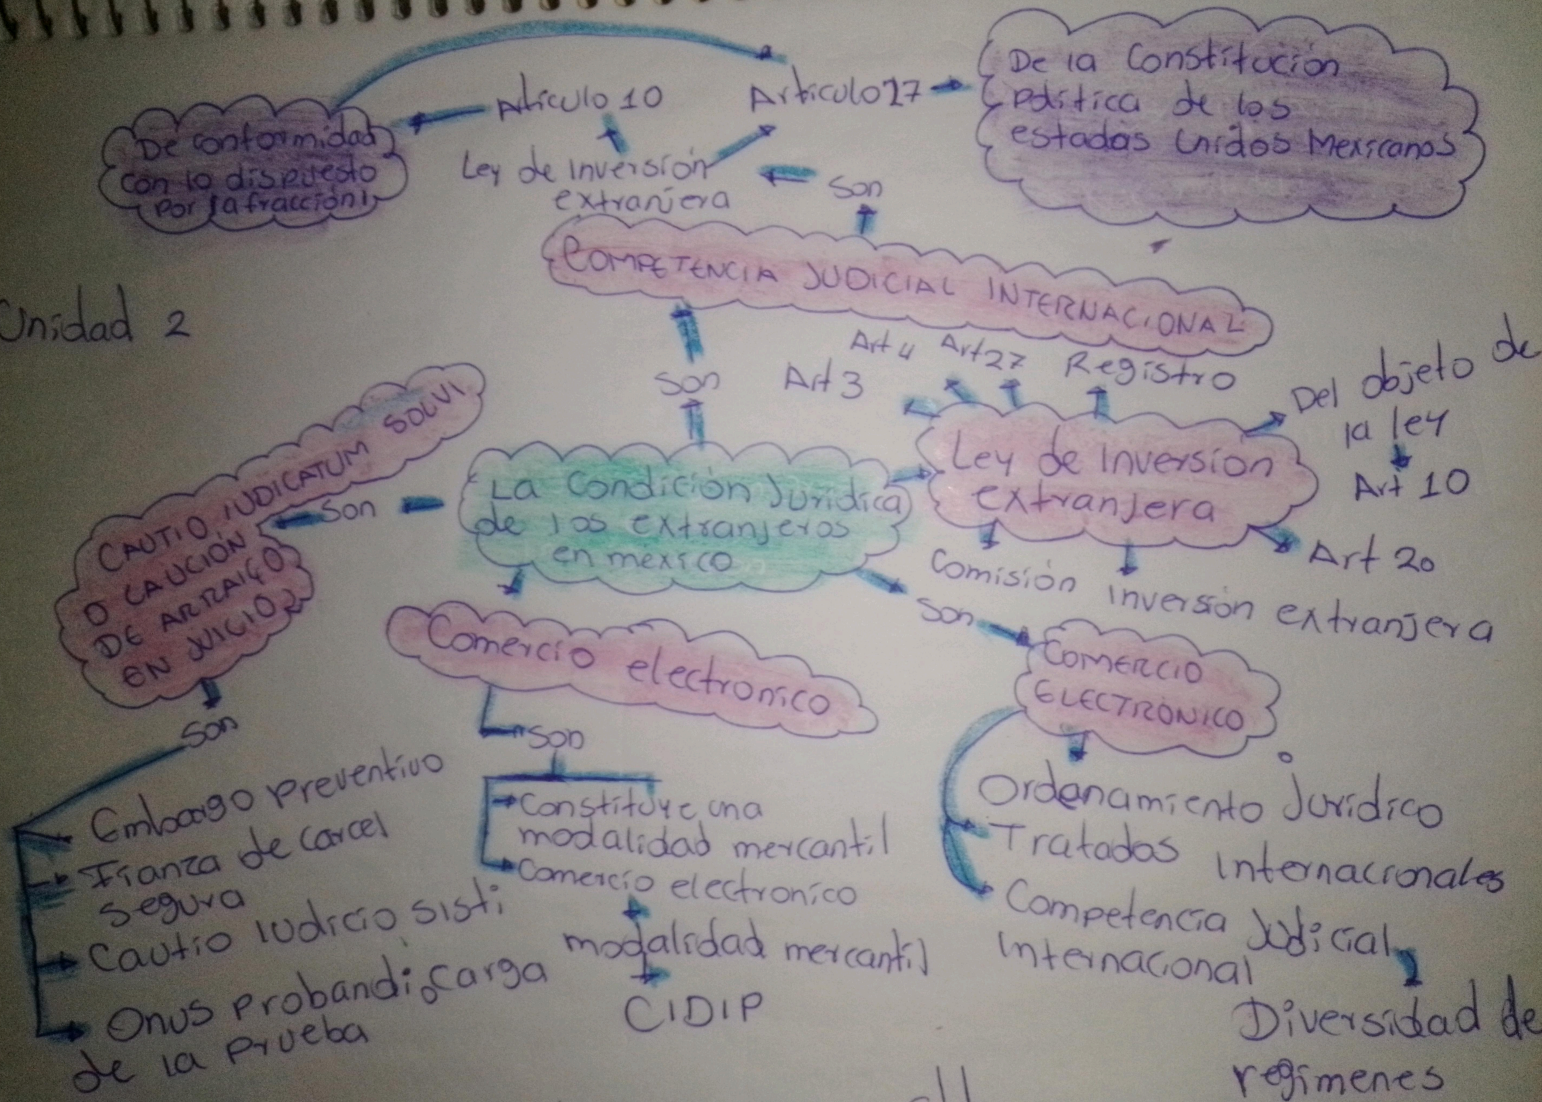 Artículo 10
Articulo 27
De la Constitución
política de los
estados Unidos Mexicanos
De conformidad
con lo dispuesto
por la fracción I
Ley de inversión
extranjera
son
COMPETENCIA JUDICIAL INTERNACIONAL
Unidad 2
Son
Art 3
Art 4
Art 27
Registro
Del objeto de
la ley
Art 10
CAUTIO IUDICATUM SOLVI
O CAUCIÓN
DE ARRAIGO
EN JUICIO
Son
La Condición Jurídica
de los extranjeros
en mexico
Ley de inversion
extranjera
Art 20
Comisión inversión extranjera
Son
Comercio electronico
COMERCIO
ELECTRÓNICO
Son
Embargo preventivo
Fianza de carcel
segura
Cautio iudicio sisti
Onus probandi o carga
de la prueba
Son
Constituye una
modalidad mercantil
Comercio electronico
modalidad mercantil
CIDIP
Ordenamiento Jurídico
Tratados internacionales
Competencia Judicial
Internacional
Diversidad de
regimenes